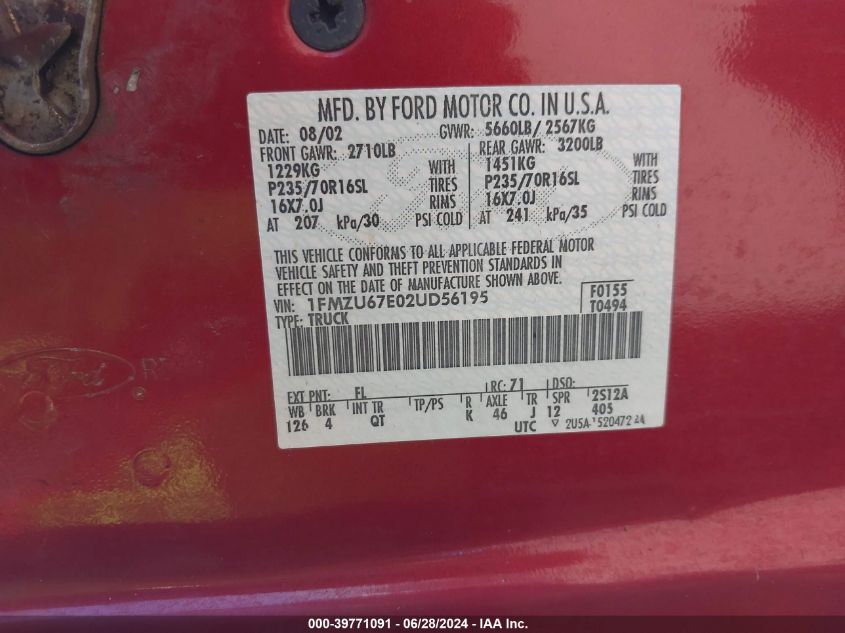 MFD. BY FORD MOTOR CO. IN U.S.A.
DATE: 08/02 GVWR: 5660LB/ 2567KG
FRONT GAWR: 2710LB REAR GAWR: 3200LB
1229KG WITH 1451KG WITH
P235/70R16SL TIRES P235/70R16SL TIRES
16X7.0J RIMS 16X7.0J RIMS
AT 207 kPa/30 PSI COLD AT 241 kPa/35 PSI COLD
THIS VEHICLE CONFORMS TO ALL APPLICABLE FEDERAL MOTOR
VEHICLE SAFETY AND THEFT PREVENTION STANDARDS IN
EFFECT ON THE DATE OF MANUFACTURE SHOWN ABOVE.
VIN: 1FMZU67E02UD56195 F0155
TYPE: TRUCK T0494
EXT PNT: FL RC: 71 DSO:
WB BRK INT TR TP/PS R AXLE TR SPR 2S12A
126 4 QT K 46 J 12 405
UTC ▽ 2U5A-
Ford
000-39771091 / 06/28/2024 - IAA Inc.